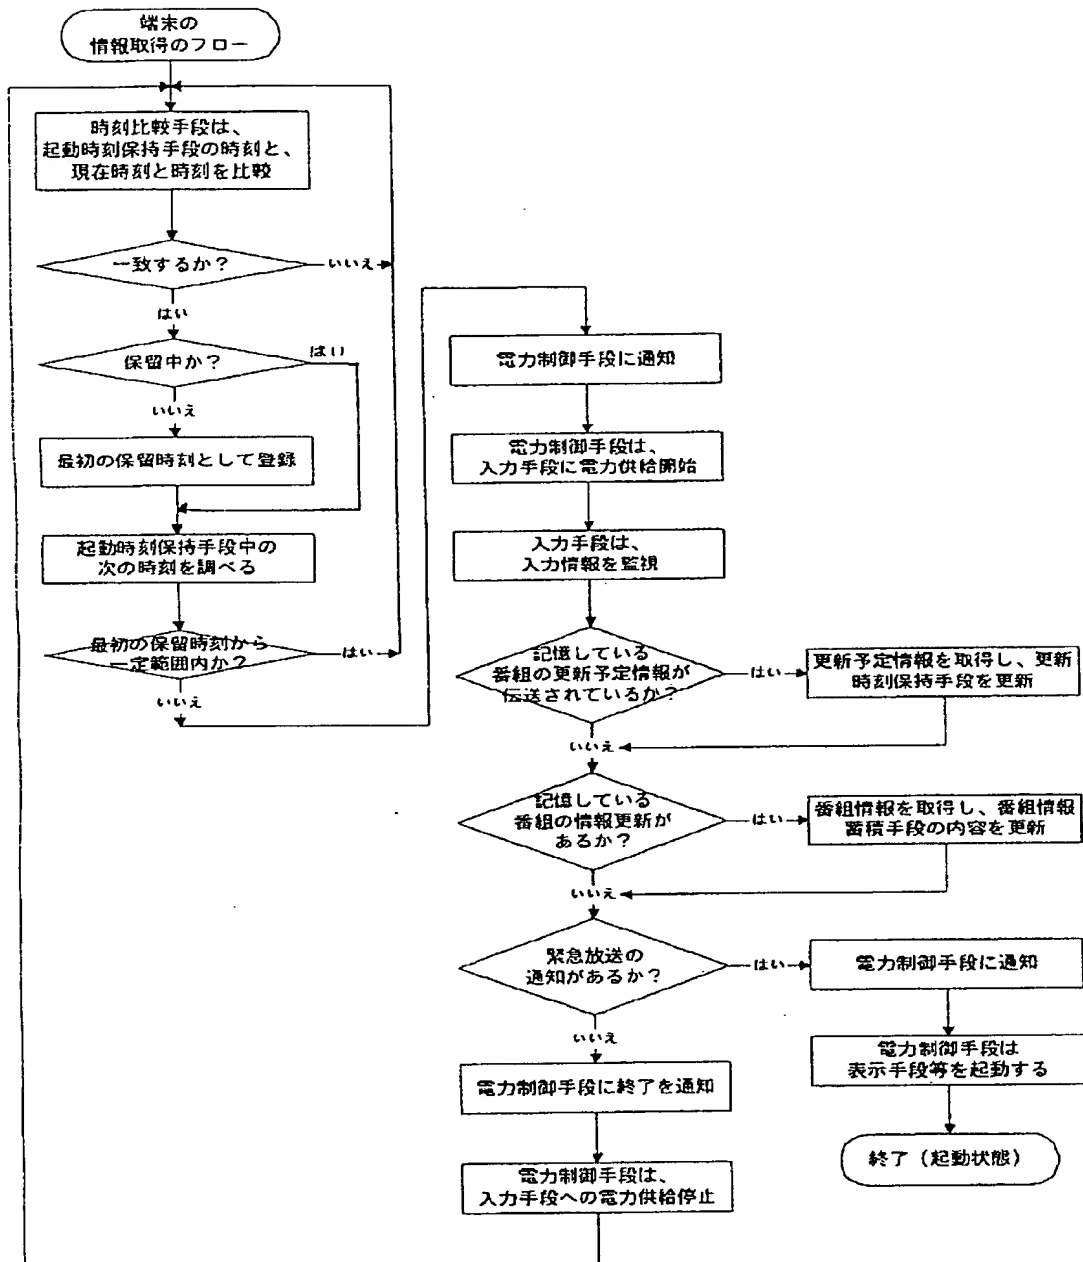 端末の
情報取得のフロー
時刻比較手段は、
起動時刻保持手段の時刻と、
現在時刻と時刻を比較
一致するか？
いいえ
はい
保留中か？
はい
いいえ
最初の保留時刻として登録
起動時刻保持手段中の
次の時刻を調べる
最初の保留時刻から
一定範囲内か？
はい
いいえ
電力制御手段に通知
電力制御手段は、
入力手段に電力供給開始
入力手段は、
入力情報を監視
記憶している
番組の更新予定情報が
伝送されているか？
はい
更新予定情報を取得し、更新
時刻保持手段を更新
いいえ
記憶している
番組の情報更新が
あるか？
はい
番組情報を取得し、番組情報
蓄積手段の内容を更新
いいえ
緊急放送の
通知があるか？
はい
電力制御手段に通知
電力制御手段は
表示手段等を起動する
終了（起動状態）
いいえ
電力制御手段に終了を通知
電力制御手段は、
入力手段への電力供給停止